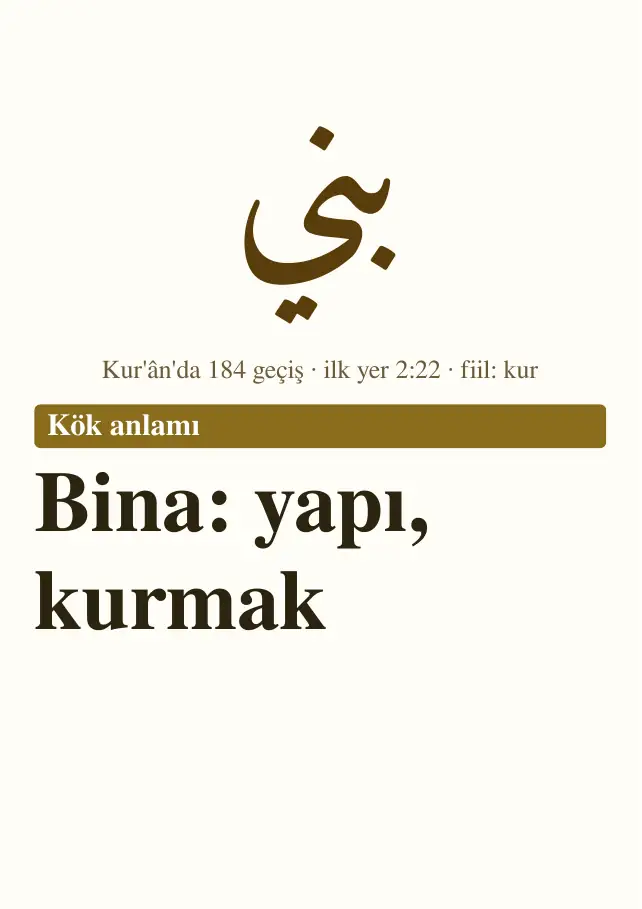 بني
Kur'ân'da 184 geçiş · ilk yer 2:22 · fiil: kur
Kök anlamı
Bina: yapı,
kurmak